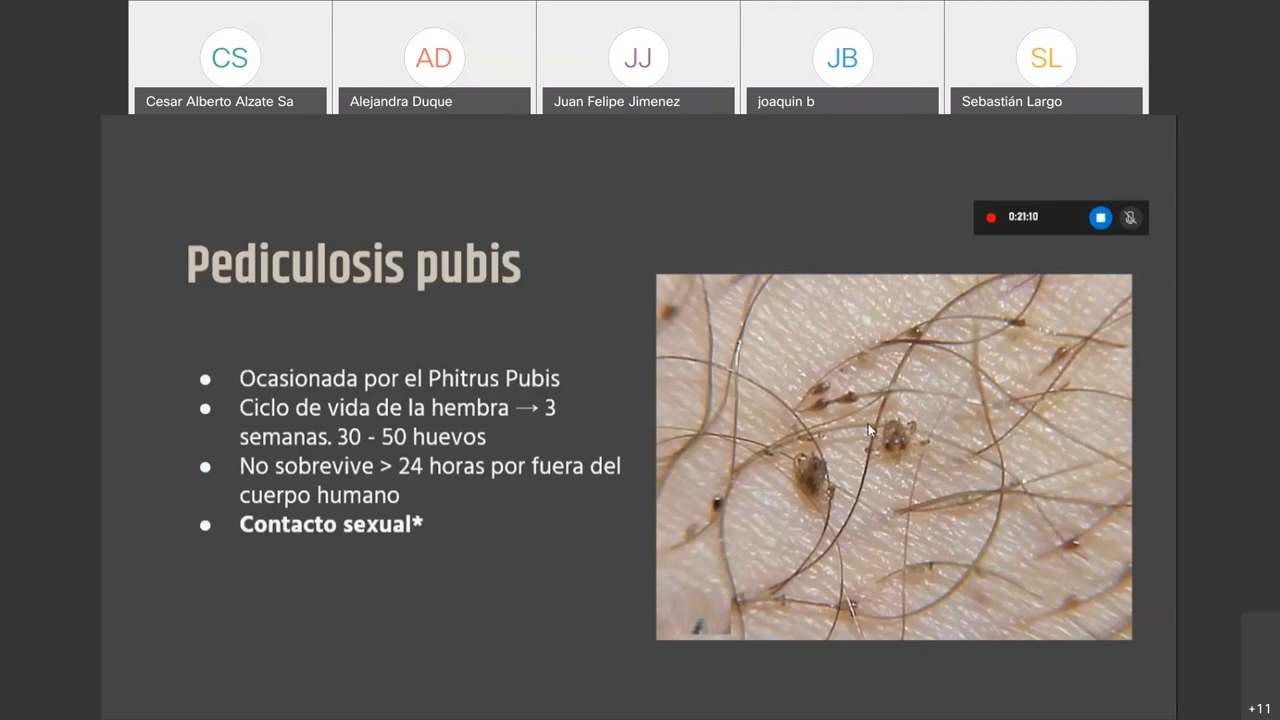 CS
AD
JJ
JB
SL
Cesar Alberto Alzate Sa
Alejandra Duque
Juan Felipe Jimenez
joaquin b
Sebastián Largo
0:21:10
Pediculosis pubis
● Ocasionada por el Phitrus Pubis
● Ciclo de vida de la hembra → 3
semanas. 30 - 50 huevos
● No sobrevive > 24 horas por fuera del
cuerpo humano
● Contacto sexual*
+11